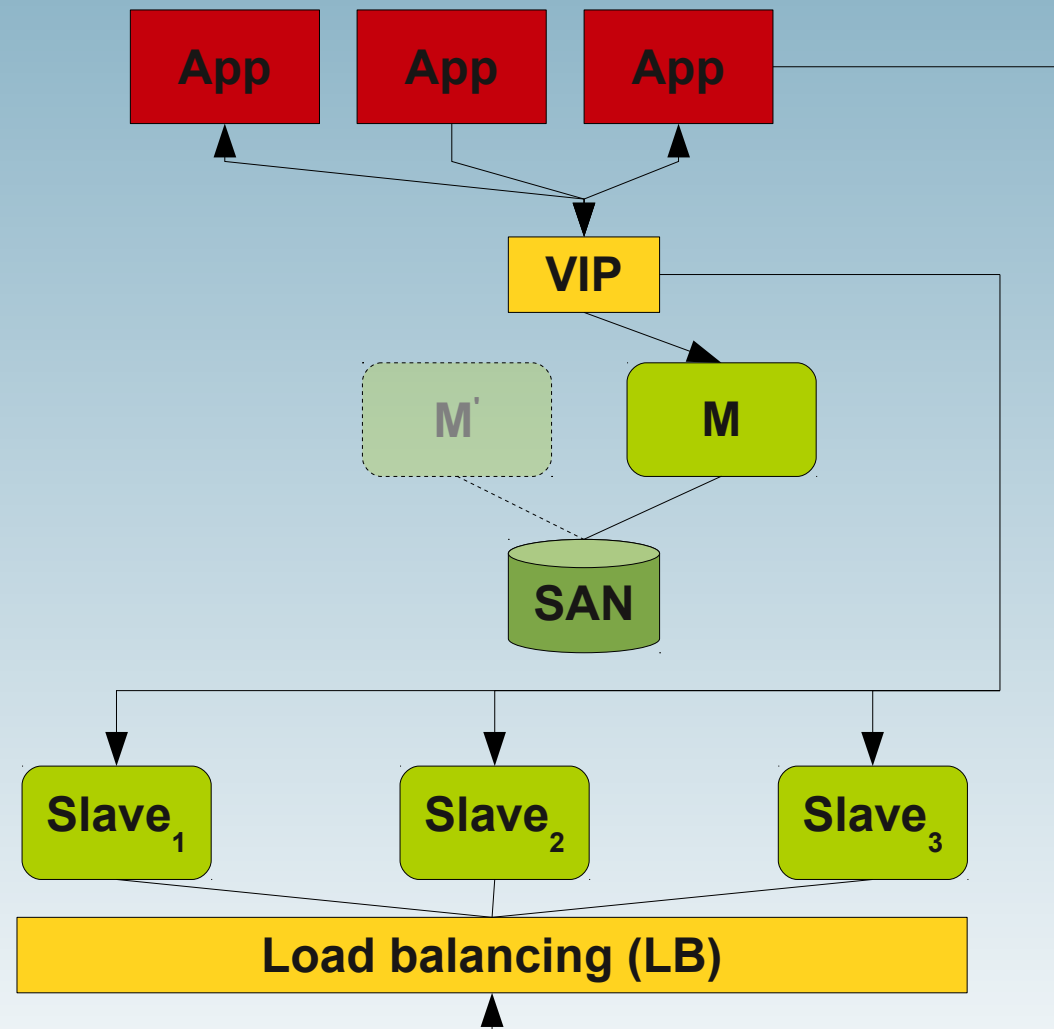 App
App
App
VIP
M'
M
SAN
Slave1
Slave2
Slave3
Load balancing (LB)